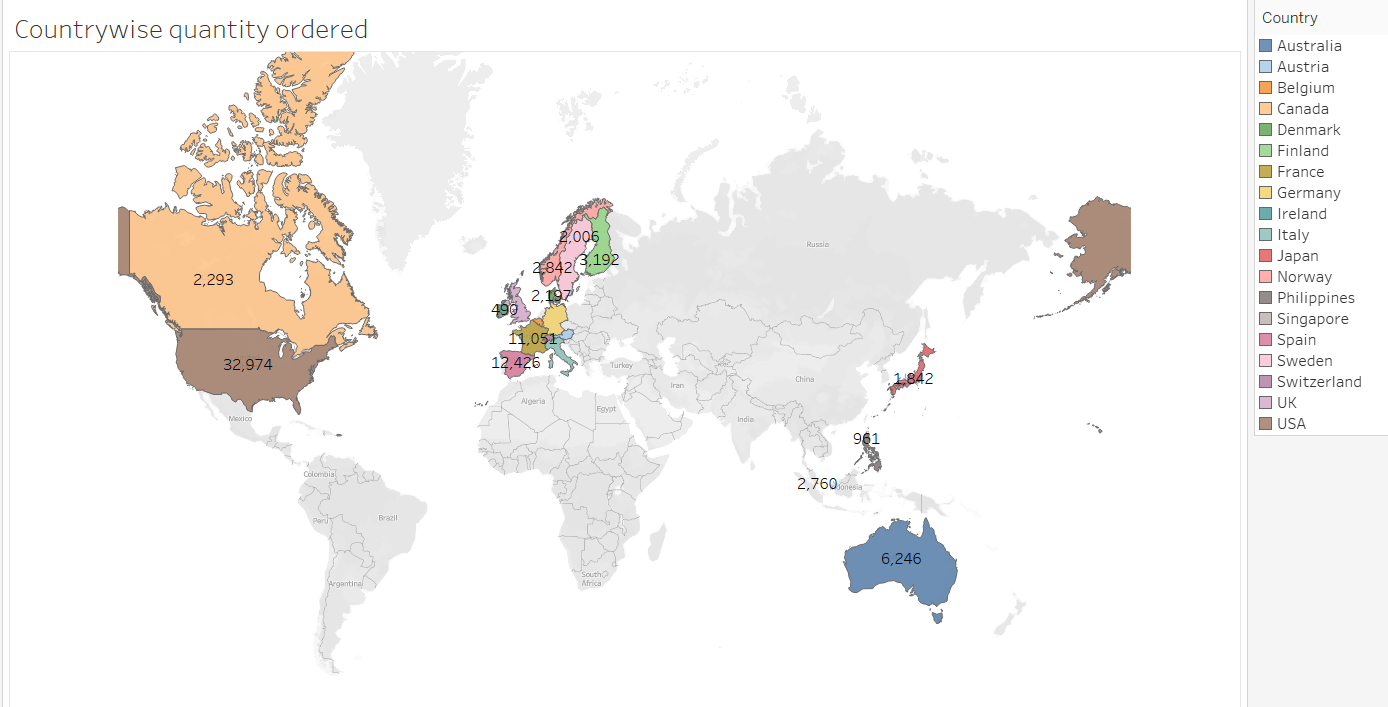 Countrywise quantity ordered
Country
Australia
Austria
Belgium
Canada
Denmark
Finland
France
Germany
Ireland
Italy
Japan
Norway
Philippines
Singapore
Spain
Sweden
Switzerland
UK
USA
2,006
Russia
3,192
2,842
2,293
2,197
490
11,051
12,426
32,974
Turkey
China
1,842
Iran
Algeria
Egypt
Mexico
India
961
Colombia
2,760
onesia
Peru
Brazil
6,246
South
Africa
Argentina